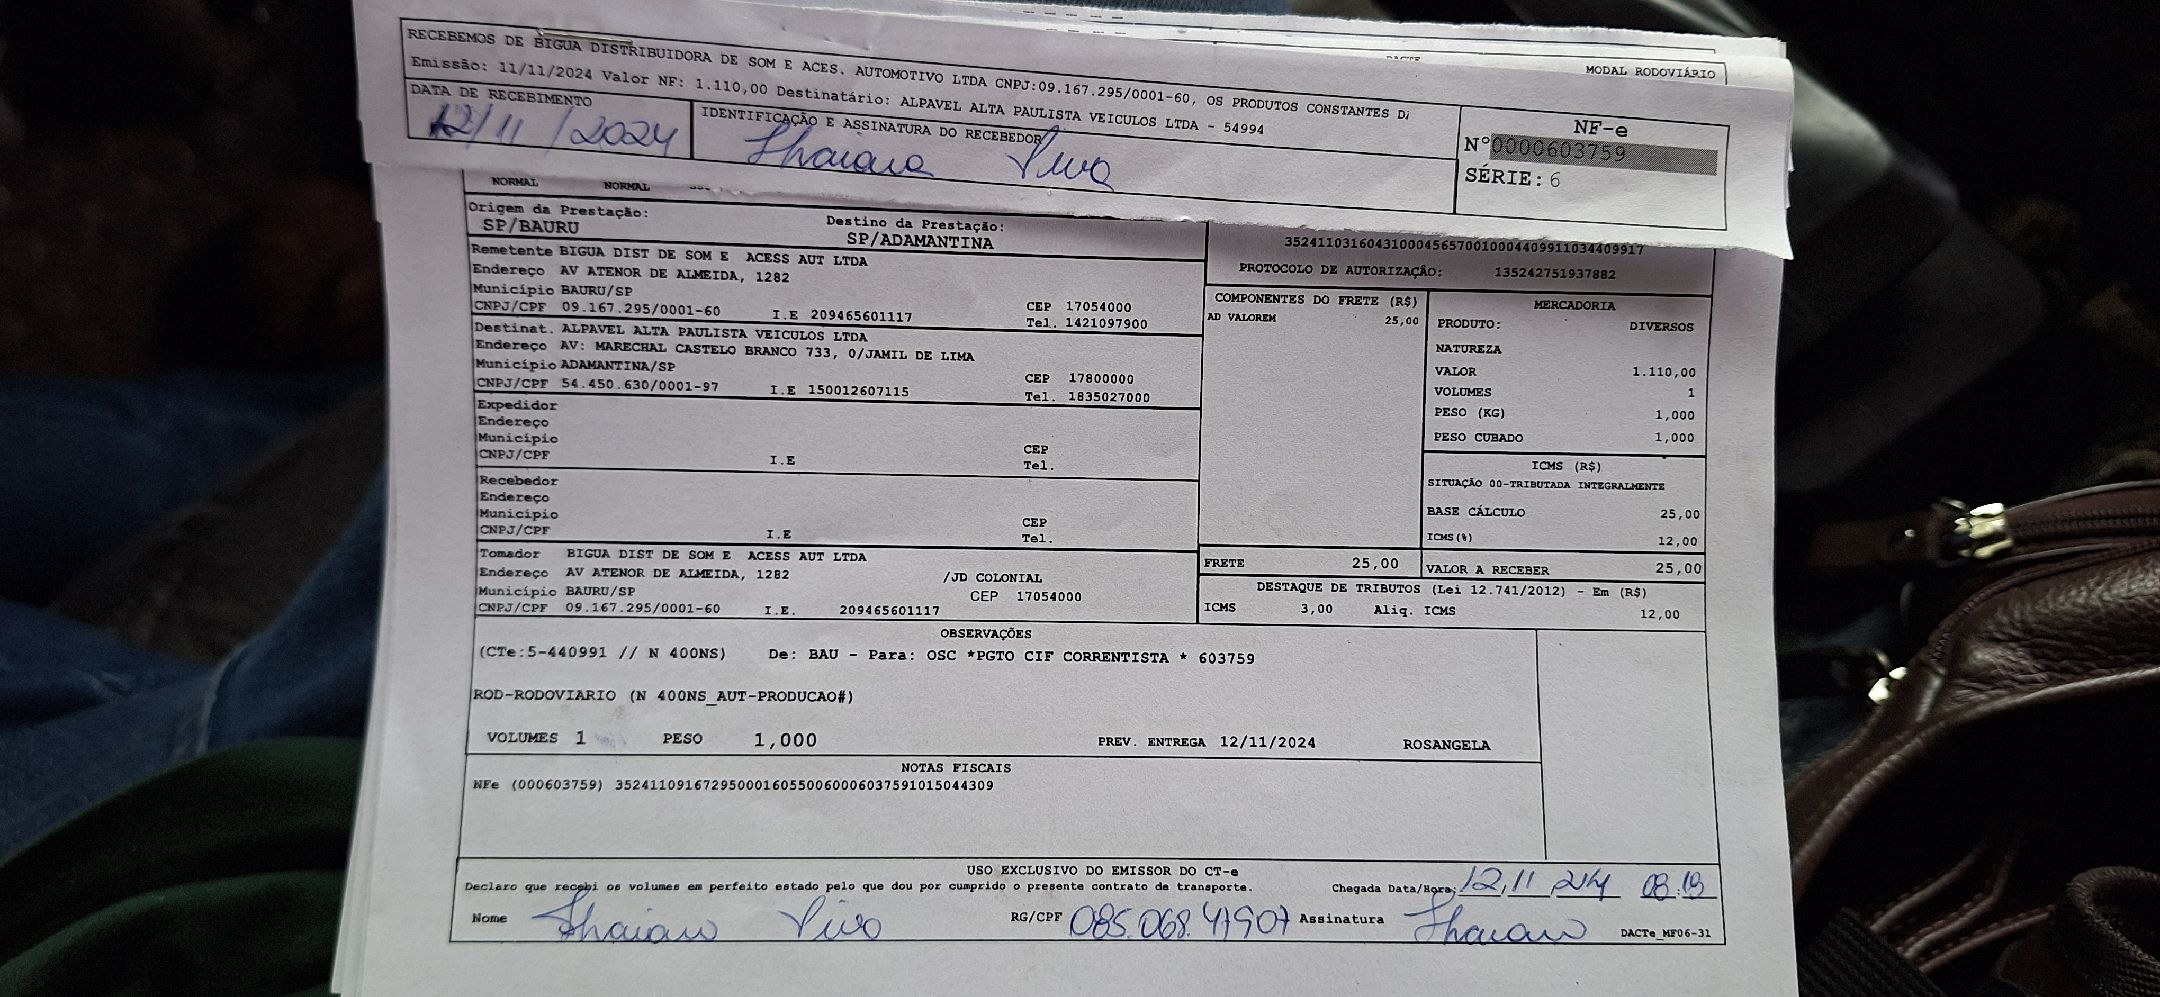 MODAL RODOVIÁRIO
RECEBEMOS DE BIGUA DISTRIBUIDORA DE SOM E ACES. AUTOMOTIVO LTDA CNPJ:09.167.295/0001-60, OS PRODUTOS CONSTANTES D
Emissão: 11/11/2024 Valor NF: 1.110,00 Destinatário: ALPAVEL ALTA PAULISTA VEICULOS LTDA - 54994
DATA DE RECEBIMENTO
12/11/2024
IDENTIFICAÇÃO E ASSINATURA DO RECEBEDOR
NF-e
Nº0000603759
SÉRIE: 6
NORMAL NORMAL
Origem da Prestação:
SP/BAURU
Destino da Prestação:
SP/ADAMANTINA
35241103160431000456570010004409911034409917
PROTOCOLO DE AUTORIZAÇÃO: 135242751937882
Remetente BIGUA DIST DE SOM E ACESS AUT LTDA
Endereço AV ATENOR DE ALMEIDA, 1282
Município BAURU/SP CEP 17054000
CNPJ/CPF 09.167.295/0001-60 I.E 209465601117 Tel. 1421097900
Destinat. ALPAVEL ALTA PAULISTA VEICULOS LTDA
Endereço AV: MARECHAL CASTELO BRANCO 733, 0/JAMIL DE LIMA
Município ADAMANTINA/SP CEP 17800000
CNPJ/CPF 54.450.630/0001-97 I.E 150012607115 Tel. 1835027000
Expedidor
Endereço
Município CEP
CNPJ/CPF I.E Tel.
Recebedor
Endereço
Município CEP
CNPJ/CPF I.E Tel.
Tomador BIGUA DIST DE SOM E ACESS AUT LTDA
Endereço AV ATENOR DE ALMEIDA, 1282 /JD COLONIAL
Município BAURU/SP CEP 17054000
CNPJ/CPF 09.167.295/0001-60 I.E. 209465601117
COMPONENTES DO FRETE (R$)
AD VALOREM 25,00
FRETE 25,00
MERCADORIA
PRODUTO: DIVERSOS
NATUREZA
VALOR 1.110,00
VOLUMES 1
PESO (KG) 1,000
PESO CUBADO 1,000
ICMS (R$)
SITUAÇÃO 00-TRIBUTADA INTEGRALMENTE
BASE CÁLCULO 25,00
ICMS(%) 12,00
VALOR A RECEBER 25,00
DESTAQUE DE TRIBUTOS (Lei 12.741/2012) - Em (R$)
ICMS 3,00 Aliq. ICMS 12,00
OBSERVAÇÕES
(CTe:5-440991 // N 400NS) De: BAU - Para: OSC *PGTO CIF CORRENTISTA * 603759
ROD-RODOVIARIO (N 400NS_AUT-PRODUCAO#)
VOLUMES 1 PESO 1,000 PREV. ENTREGA 12/11/2024 ROSANGELA
NOTAS FISCAIS
NFe (000603759) 35241109167295000160550060006037591015044309
USO EXCLUSIVO DO EMISSOR DO CT-e
Declaro que recebi os volumes em perfeito estado pelo que dou por cumprido o presente contrato de transporte. Chegada Data/Hora: 12,11
Nome RG/CPF Assinatura
DACTe_MF06-31